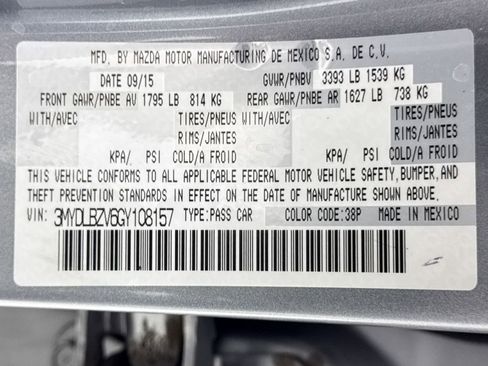 MFD. BY MAZDA MOTOR MANUFACTURING DE MEXICO S.A. DE C.V.
DATE 09/15 GVWR/PNBV 3393 LB 1539 KG
FRONT GAWR/PNBE AV 1795 LB 814 KG REAR GAWR/PNBE AR 1627 LB 738 KG
WITH/AVEC TIRES/PNEUS WITH/AVEC TIRES/PNEUS
RIMS/JANTES RIMS/JANTES
KPA/ PSI COLD/A FROID KPA/ PSI COLD/A FROID
THIS VEHICLE CONFORMS TO ALL APPLICABLE FEDERAL MOTOR VEHICLE SAFETY, BUMPER, AND
THEFT PREVENTION STANDARDS IN EFFECT ON THE DATE OF MANUFACTURE SHOWN ABOVE.
VIN: 3MYDLBZV6GY108157 TYPE: PASS CAR COLOR CODE: 38P MADE IN MEXICO